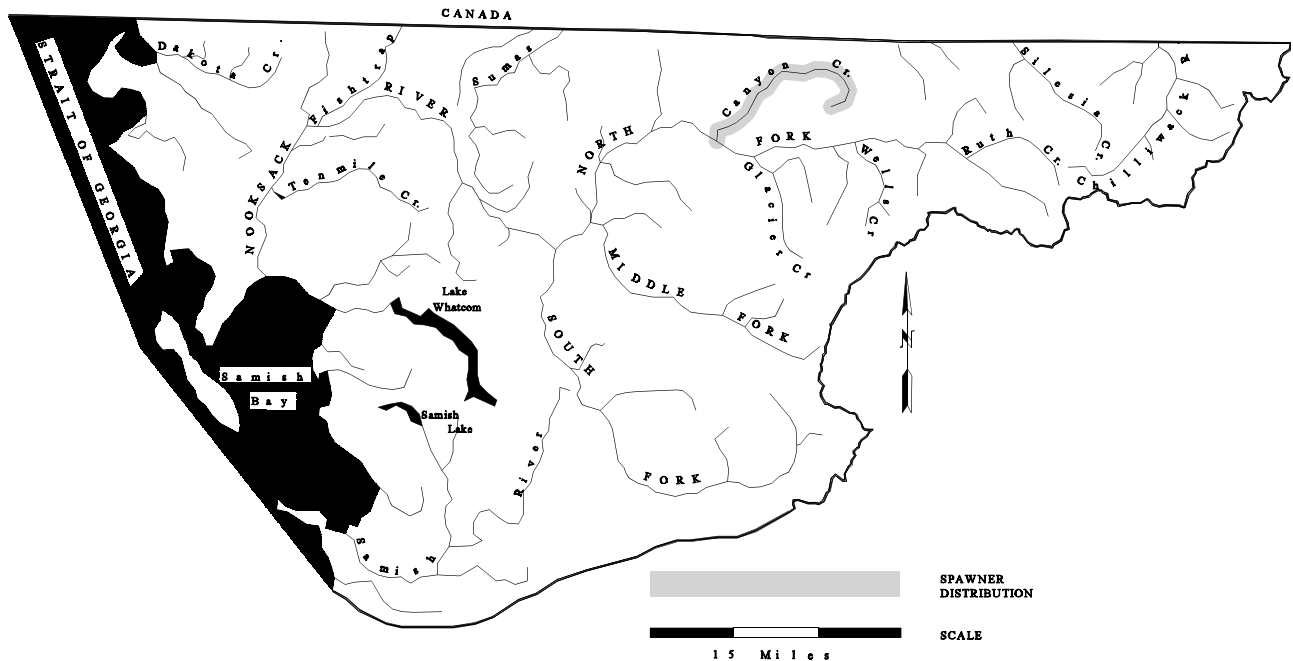 CANADA
STRAIT OF GEORGIA
Dakota Cr.
Fishtrap
Sumas
NOOKSACK RIVER
Tenmile Cr.
NORTH FORK
Canyon Cr.
Glacier Cr
Wells Cr
Ruth Cr.
Silesia Cr.
Chilliwack R
MIDDLE FORK
Lake
Whatcom
SOUTH FORK
Samish
Bay
Samish
Lake
Samish River
N
SPAWNER
DISTRIBUTION
SCALE
15 Miles